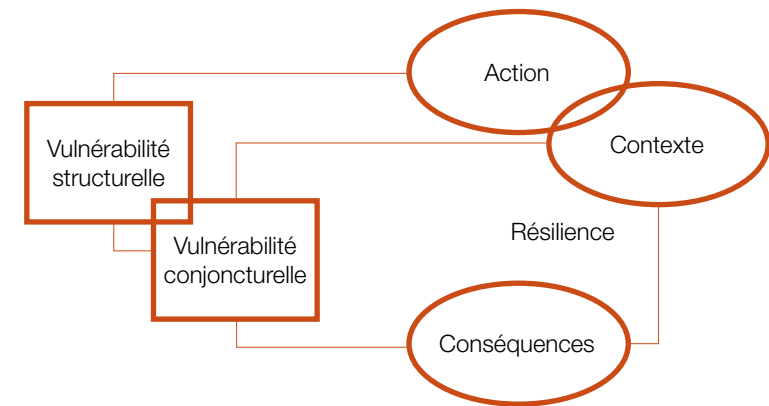 Action
Contexte
Vulnérabilité
structurelle
Vulnérabilité
conjoncturelle
Résilience
Conséquences